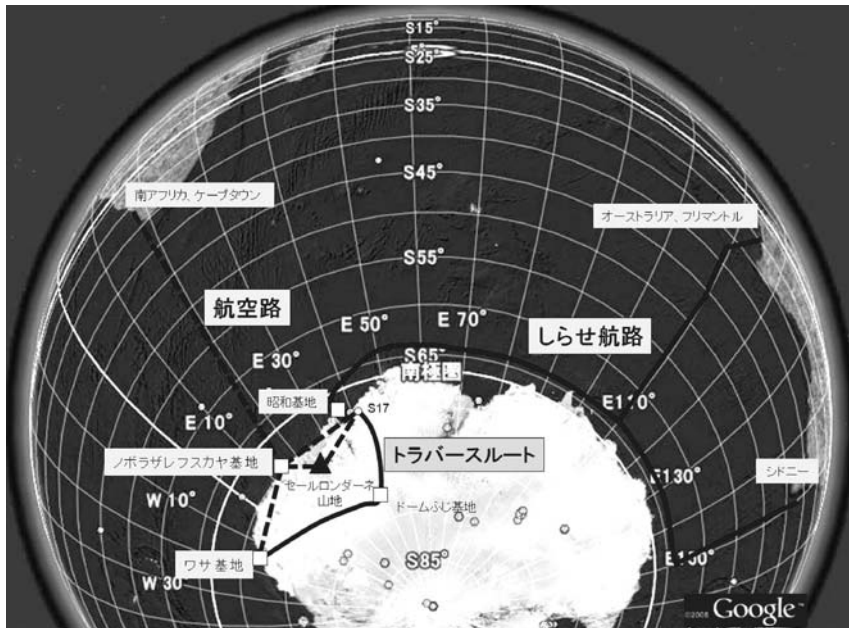 S15°
S25°
S35°
S45°
南アフリカ、ケープタウン
オーストラリア、フリマントル
S55°
航空路
E 50°
E 70°
しらせ航路
E 30°
S65°
南極圏
昭和基地
S17
E110°
E 10°
トラバースルート
ノボラザレフスカヤ基地
セールロンダーネ
山地
E130°
シドニー
W 10°
ドームふじ基地
ワサ基地
S85
E150°
W 30°
©2008 Google™